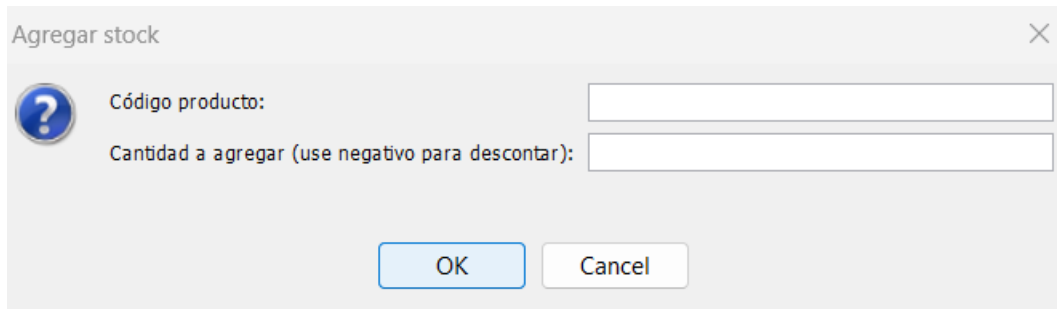 Agregar stock
Código producto:
Cantidad a agregar (use negativo para descontar):
OK
Cancel